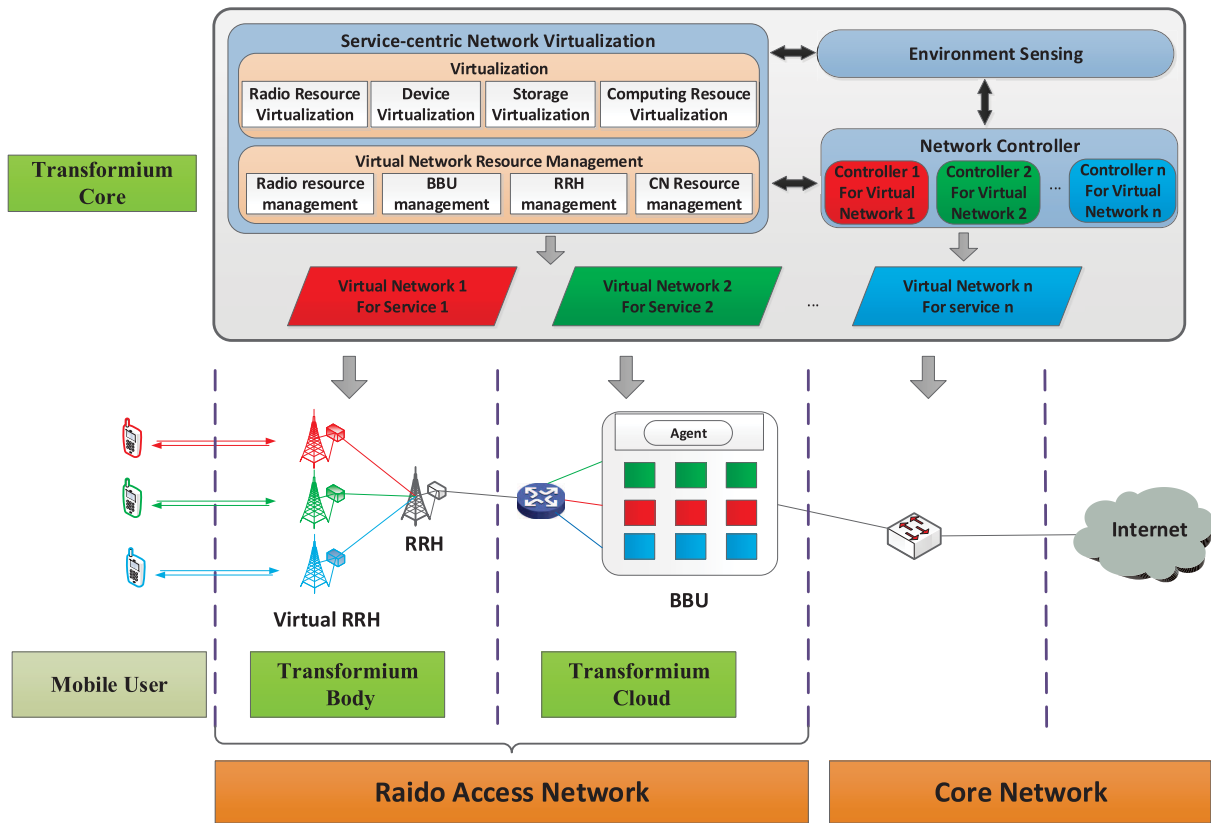 Service-centric Network Virtualization
Virtualization
Radio Resource
Virtualization
Device
Virtualization
Storage
Virtualization
Computing Resouce
Virtualization
Virtual Network Resource Management
Radio resource
management
BBU
management
RRH
management
CN Resource
management
Environment Sensing
Network Controller
Controller 1
For Virtual
Network 1
Controller 2
For Virtual
Network 2
...
Controller n
For Virtual
Network n
Transformium
Core
Virtual Network 1
For Service 1
Virtual Network 2
For Service 2
...
Virtual Network n
For service n
Agent
RRH
Virtual RRH
BBU
Internet
Mobile User
Transformium
Body
Transformium
Cloud
Raido Access Network
Core Network